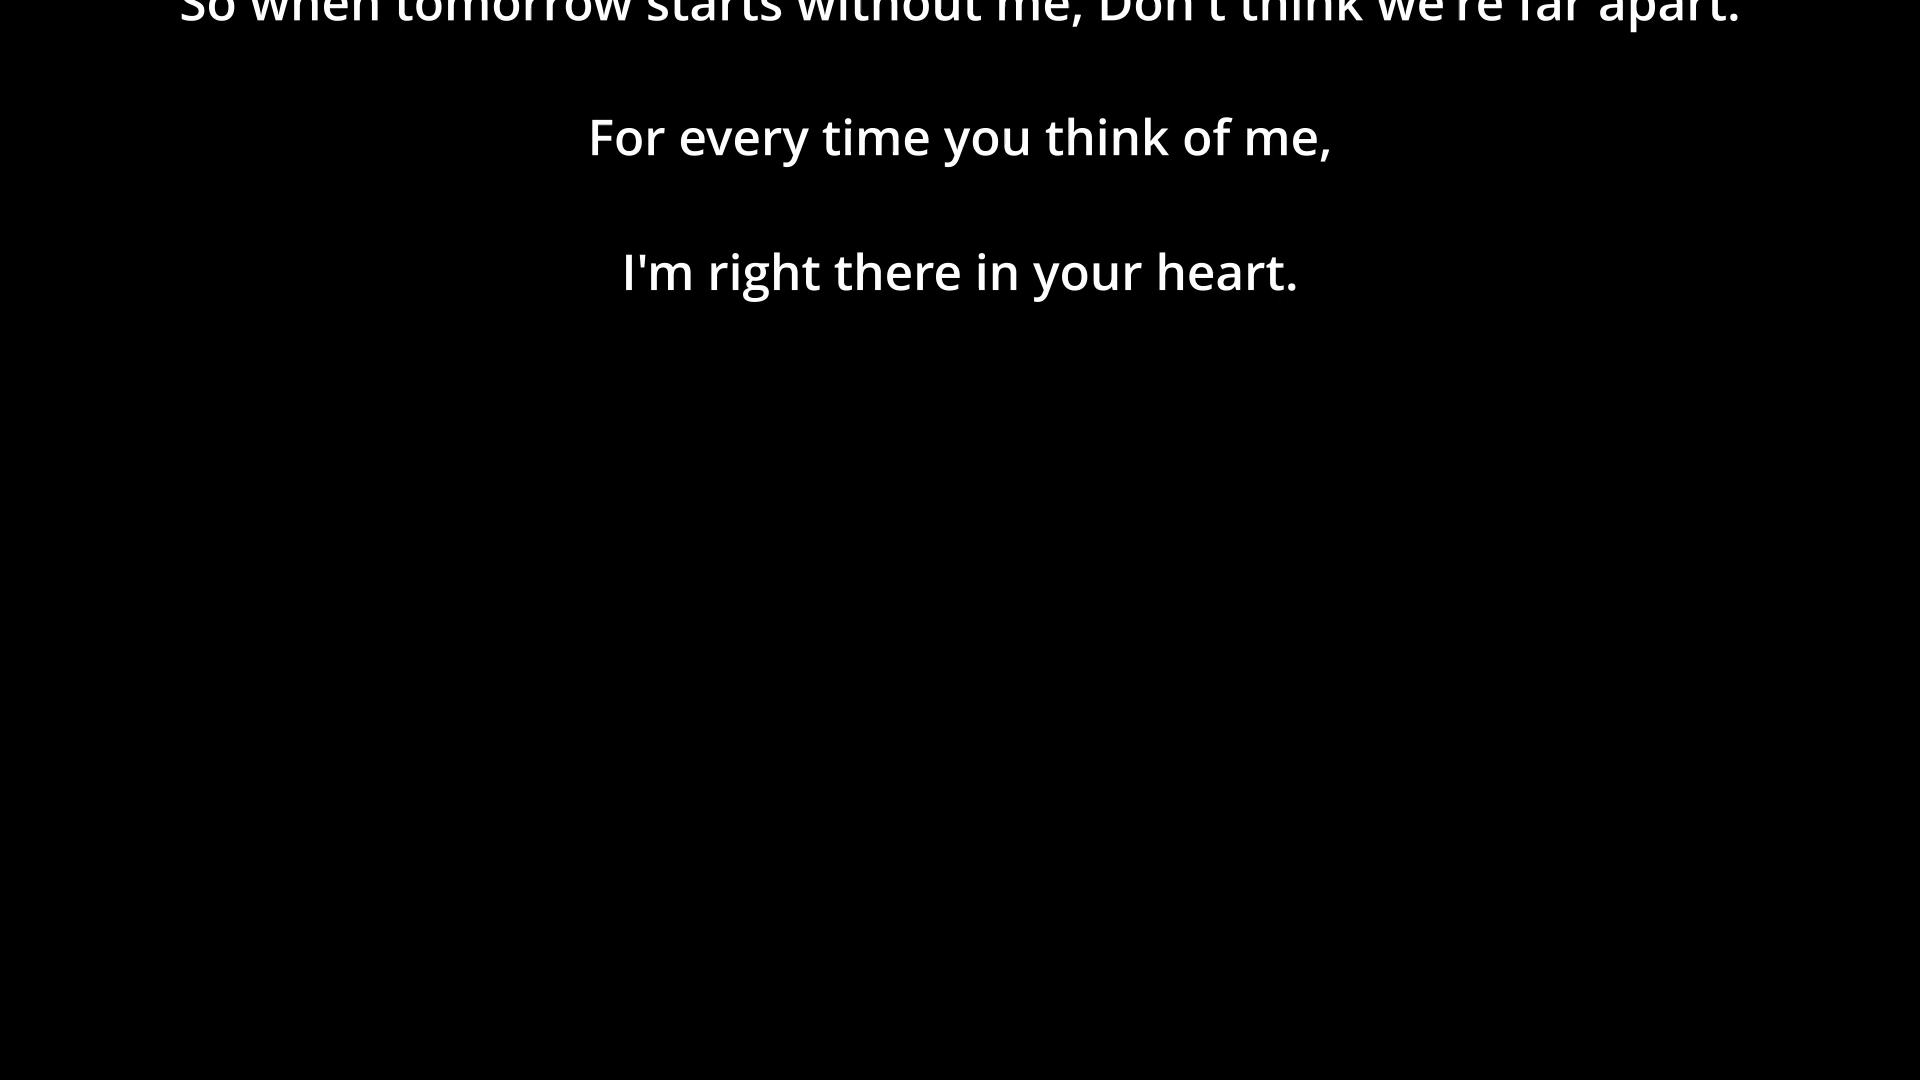 So when tomorrow starts without me, Don't think we're far apart.
For every time you think of me,
I'm right there in your heart.